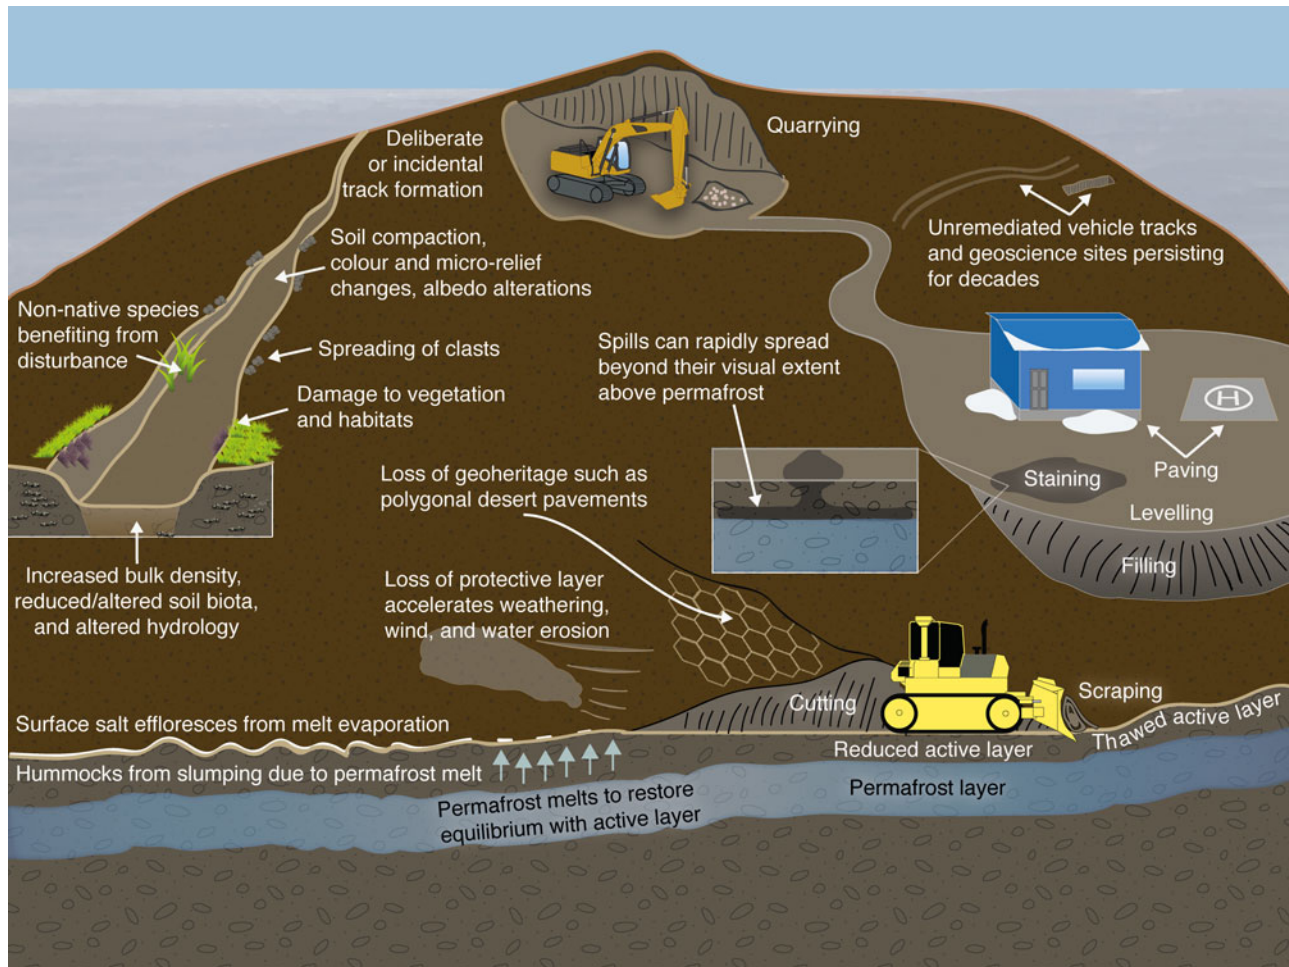 Deliberate
or incidental
track formation
Quarrying
Soil compaction,
colour and micro-relief
changes, albedo alterations
Unremediated vehicle tracks
and geoscience sites persisting
for decades
Non-native species
benefiting from
disturbance
Spreading of clasts
Spills can rapidly spread
beyond their visual extent
above permafrost
Damage to vegetation
and habitats
H
Paving
Staining
Levelling
Filling
Loss of geoheritage such as
polygonal desert pavements
Increased bulk density,
reduced/altered soil biota,
and altered hydrology
Loss of protective layer
accelerates weathering,
wind, and water erosion
Cutting
Scraping
Surface salt effloresces from melt evaporation
Thawed active layer
Reduced active layer
Hummocks from slumping due to permafrost melt
Permafrost melts to restore
equilibrium with active layer
Permafrost layer